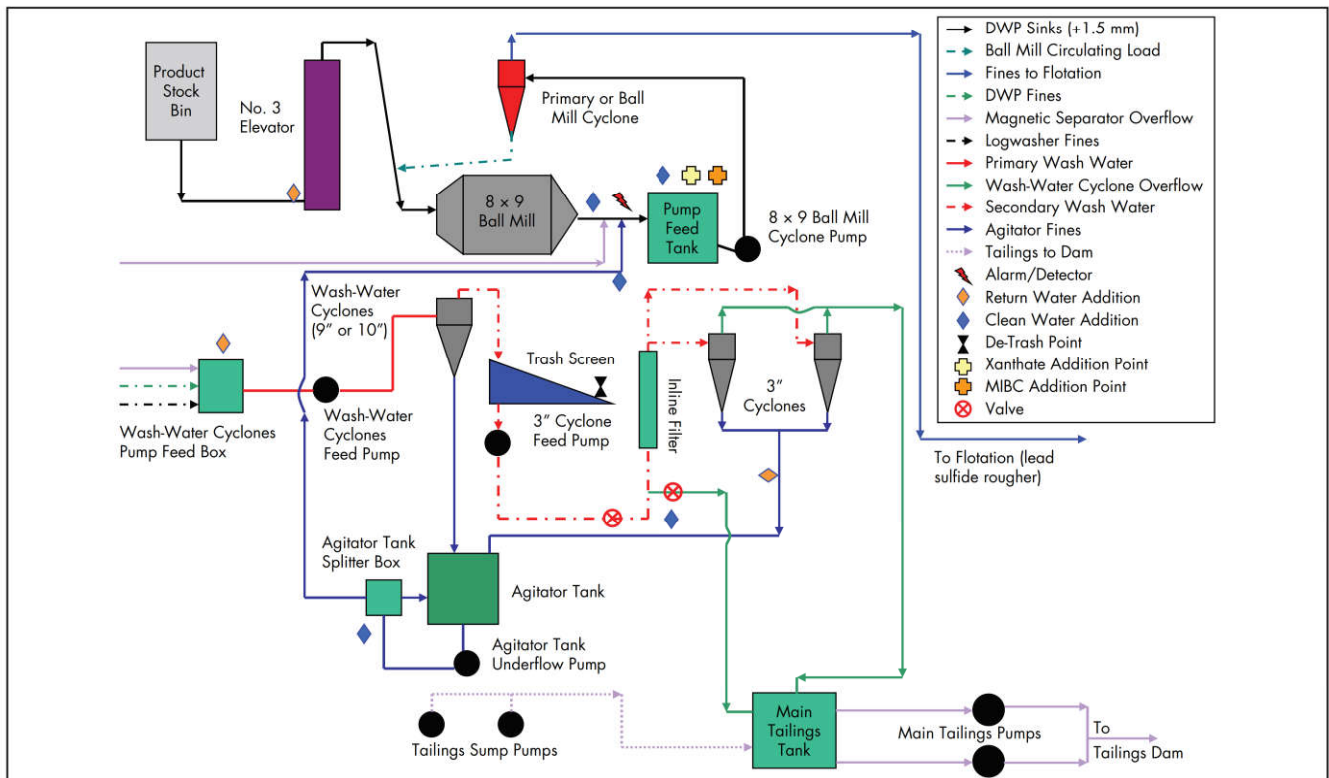 Product
Stock
Bin
No. 3
Elevator
Primary or Ball
Mill Cyclone
8 × 9
Ball Mill
Pump
Feed
Tank
8 × 9 Ball Mill
Cyclone Pump
DWP Sinks (+1.5 mm)
Ball Mill Circulating Load
Fines to Flotation
DWP Fines
Magnetic Separator Overflow
Logwasher Fines
Primary Wash Water
Wash-Water Cyclone Overflow
Secondary Wash Water
Agitator Fines
Tailings to Dam
Alarm/Detector
Return Water Addition
Clean Water Addition
De-Trash Point
Xanthate Addition Point
MIBC Addition Point
Valve
Wash-Water
Cyclones
(9" or 10")
Trash Screen
3" Cyclone
Feed Pump
Inline Filter
3"
Cyclones
Wash-Water Cyclones
Pump Feed Box
Wash-Water
Cyclones
Feed Pump
To Flotation (lead
sulfide rougher)
Agitator Tank
Splitter Box
Agitator Tank
Agitator Tank
Underflow Pump
Tailings Sump Pumps
Main
Tailings
Tank
Main Tailings Pumps
To
Tailings Dam